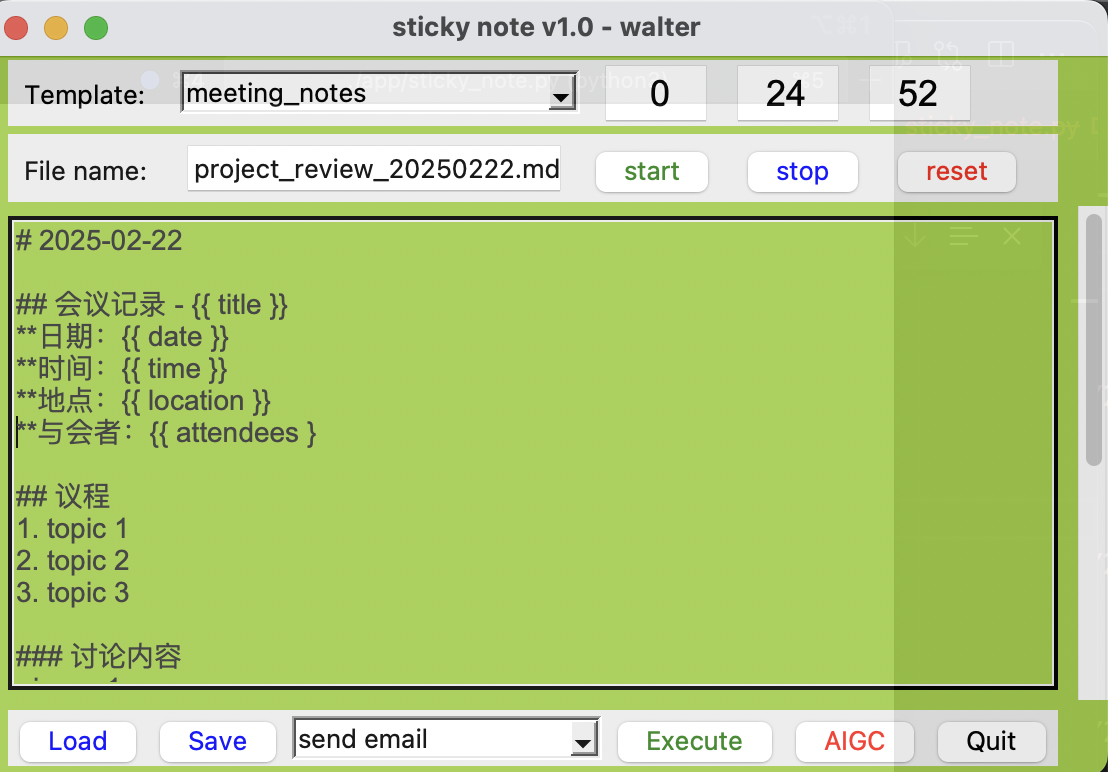 sticky note v1.0 - walter
Template: meeting_notes 0 24 52
File name: project_review_20250222.md start stop reset
# 2025-02-22
## 会议记录 - {{ title }}
**日期：{{ date }}
**时间：{{ time }}
**地点：{{ location }}
**与会者：{{ attendees }
## 议程
1. topic 1
2. topic 2
3. topic 3
### 讨论内容
Load Save send email Execute AIGC Quit